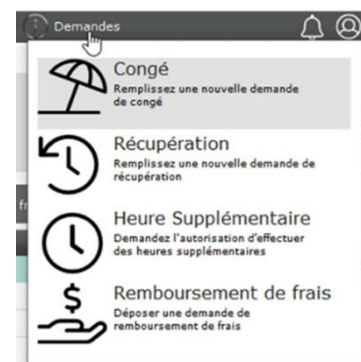 Demandes
Congé
Remplissez une nouvelle demande
de congé
Récupération
Remplissez une nouvelle demande de
récupération
fr
Heure Supplémentaire
Demandez l'autorisation d'effectuer
des heures supplémentaires
Remboursement de frais
Déposer une demande de
remboursement de frais